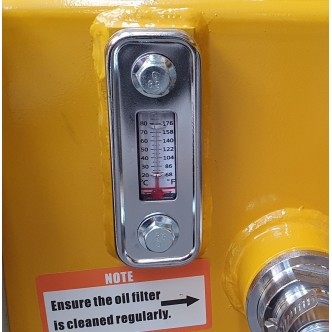 80 176
70 158
60 140
50 122
40 104
30 86
20 68
°C °F
NOTE
Ensure the oil filter
is cleaned regularly.